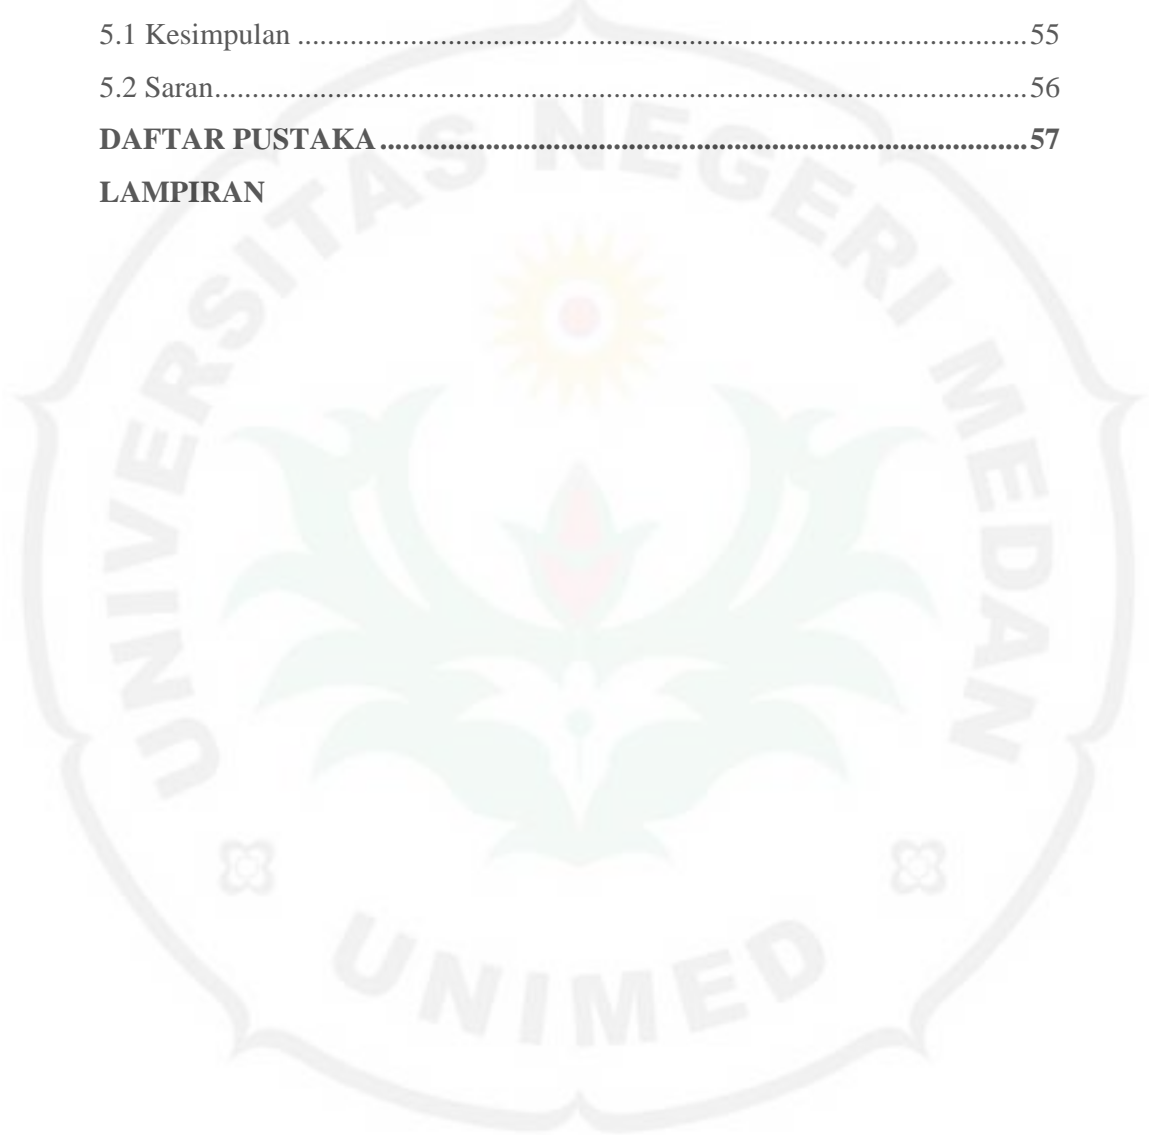 5.1 Kesimpulan ................................................................................................. 55
5.2 Saran............................................................................................................ 56
DAFTAR PUSTAKA ...................................................................................... 57
LAMPIRAN
UNIVERSITAS NEGERI MEDAN
UNIMED